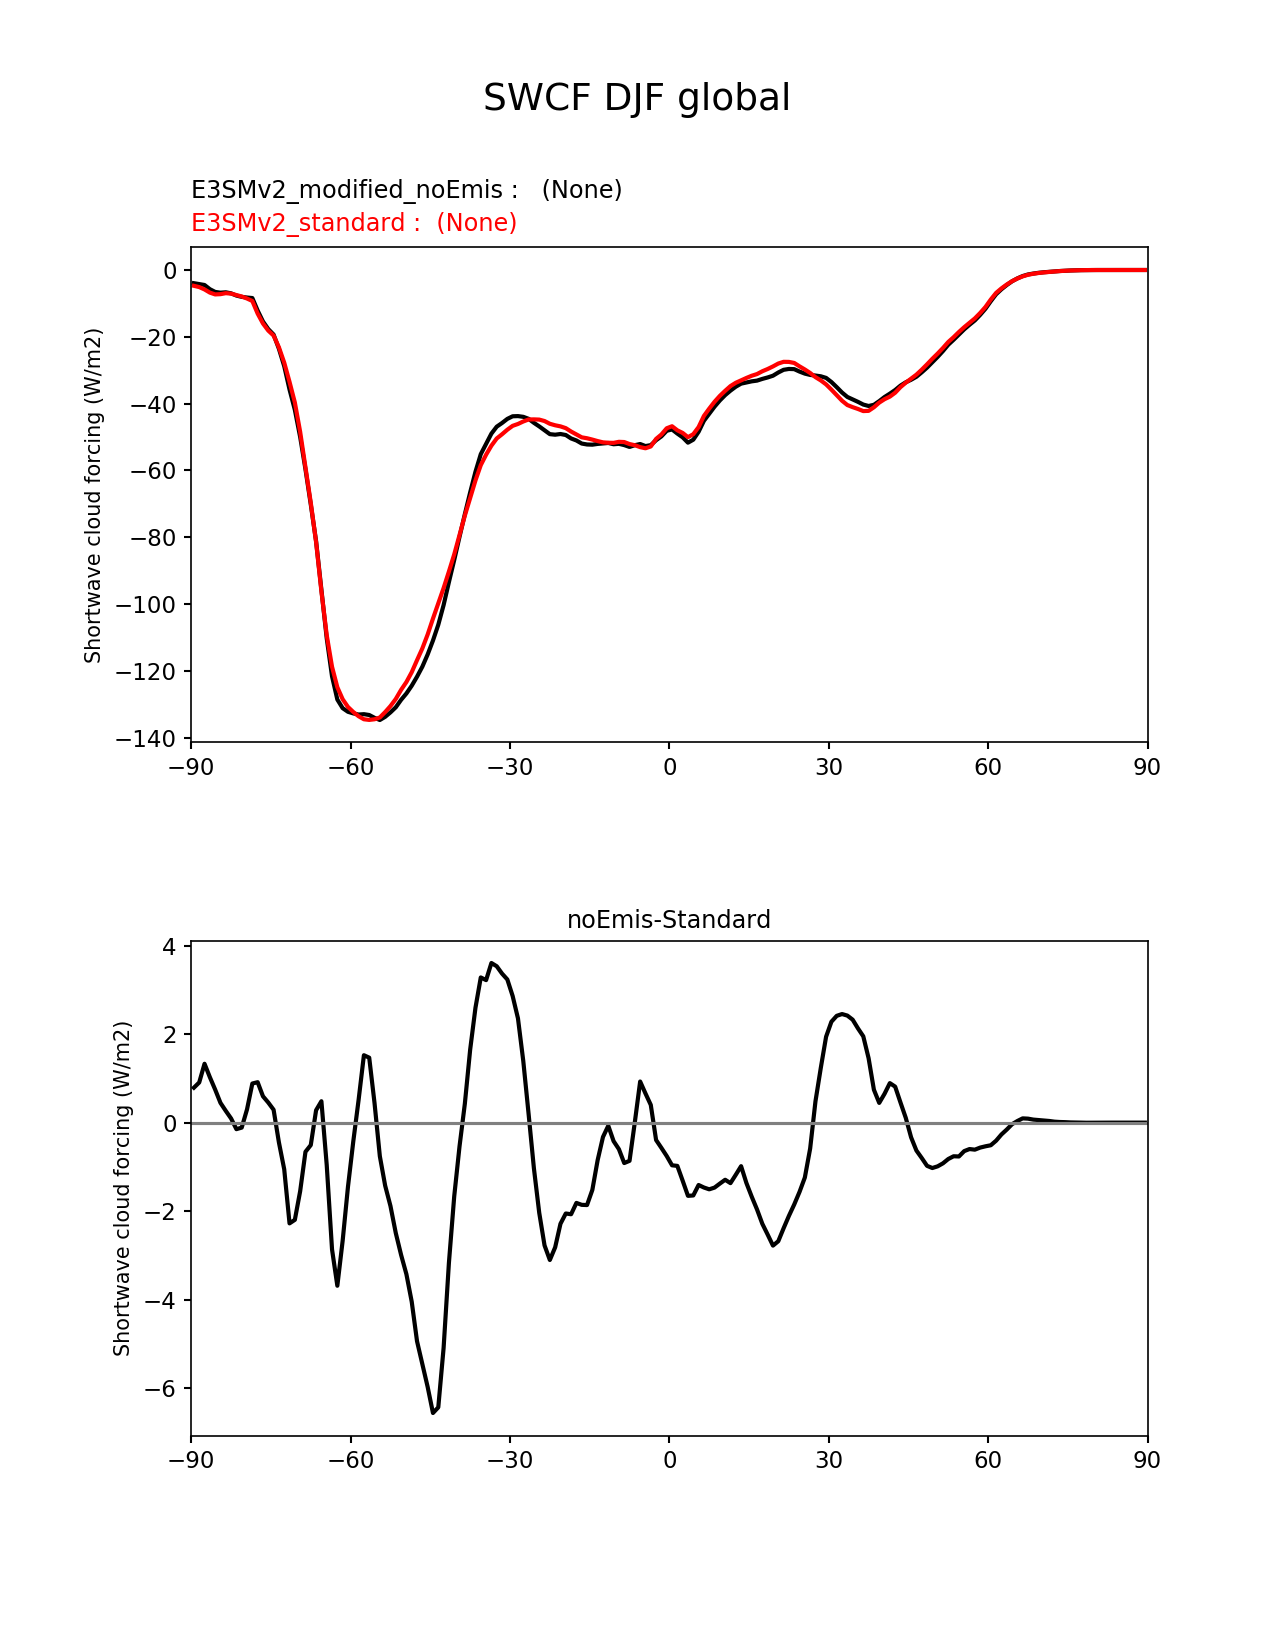 SWCF DJF global
E3SMv2_modified_noEmis :   (None)
E3SMv2_standard :  (None)
Shortwave cloud forcing (W/m2)
0
−20
−40
−60
−80
−100
−120
−140
−90 −60 −30 0 30 60 90
noEmis-Standard
Shortwave cloud forcing (W/m2)
4
2
0
−2
−4
−6
−90 −60 −30 0 30 60 90